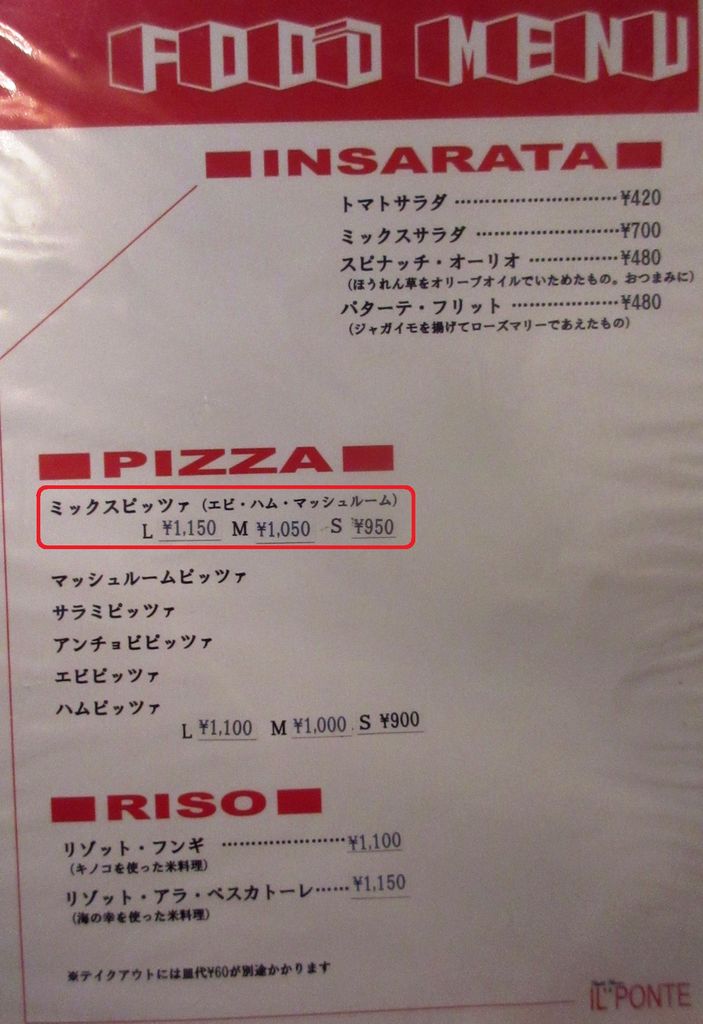 FOOD MENU
INSARATA
トマトサラダ ………………………¥420
ミックスサラダ ……………………¥700
スピナッチ・オーリオ ……………¥480
(ほうれん草をオリーブオイルでいためたもの。おつまみに)
パターテ・フリット ………………¥480
(ジャガイモを揚げてローズマリーであえたもの)
PIZZA
ミックスピッツァ (エビ・ハム・マッシュルーム)
L ¥1,150 M ¥1,050 S ¥950
マッシュルームピッツァ
サラミピッツァ
アンチョビピッツァ
エビピッツァ
ハムピッツァ
L ¥1,100 M ¥1,000 S ¥900
RISO
リゾット・フンギ …………………¥1,100
(キノコを使った米料理)
リゾット・アラ・ペスカトーレ……¥1,150
(海の幸を使った米料理)
※テイクアウトには皿代¥60が別途かかります
IL PONTE